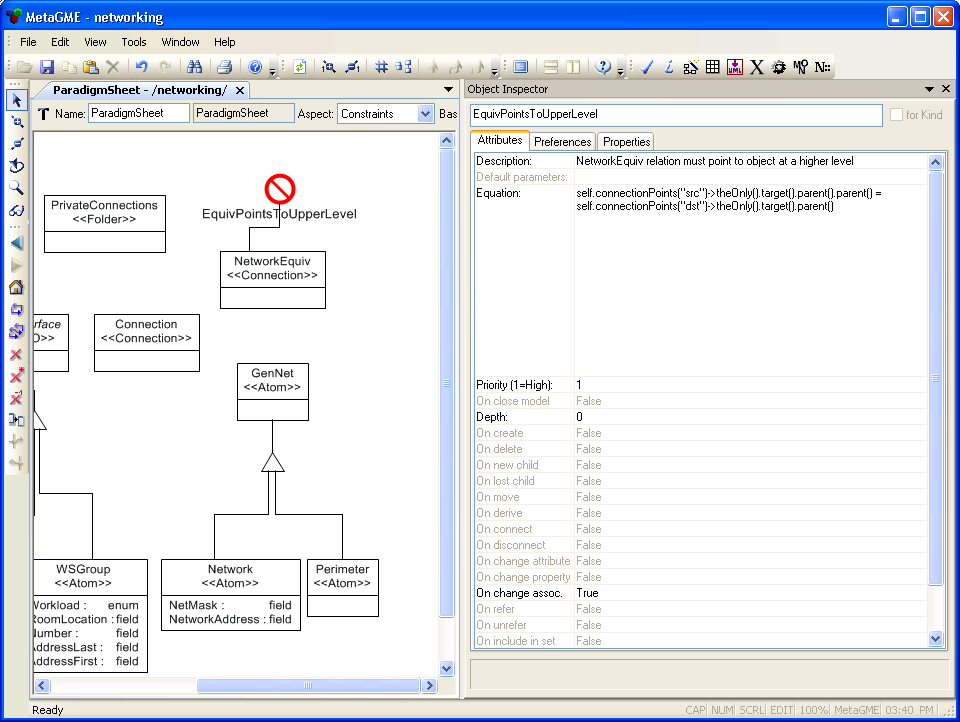 MetaGME - networking
File Edit View Tools Window Help
ParadigmSheet - /networking/
Name: ParadigmSheet ParadigmSheet Aspect: Constraints Bas
PrivateConnections
<<Folder>>
EquivPointsToUpperLevel
NetworkEquiv
<<Connection>>
rface
O>>
Connection
<<Connection>>
GenNet
<<Atom>>
WSGroup
<<Atom>>
Workload : enum
RoomLocation : field
Number : field
AddressLast : field
AddressFirst : field
Network
<<Atom>>
NetMask : field
NetworkAddress : field
Perimeter
<<Atom>>
Object Inspector
EquivPointsToUpperLevel for Kind
Attributes Preferences Properties
Description: NetworkEquiv relation must point to object at a higher level
Default parameters:
Equation: self.connectionPoints("src")->theOnly().target().parent().parent() =
self.connectionPoints("dst")->theOnly().target().parent()
Priority (1=High): 1
On close model False
Depth: 0
On create False
On delete False
On new child False
On lost child False
On move False
On derive False
On connect False
On disconnect False
On change attribute False
On change property False
On change assoc. True
On refer False
On unrefer False
On include in set False
Ready
CAP NUM SCRL EDIT 100% MetaGME 03:40 PM